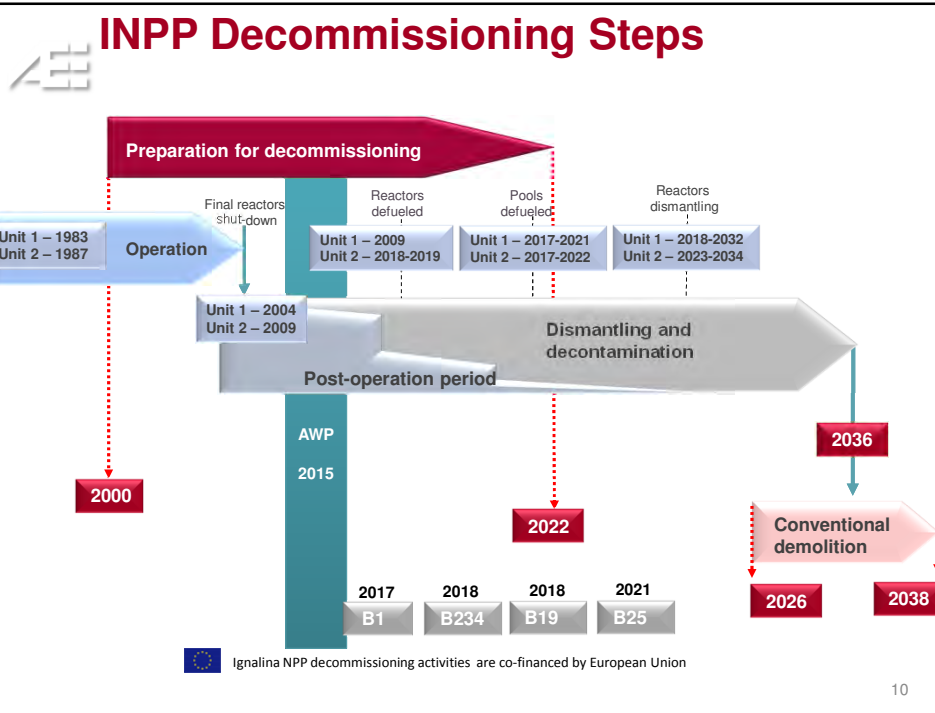 INPP Decommissioning Steps
Preparation for decommissioning
Final reactors
shut-down
Reactors
defueled
Pools
defueled
Reactors
dismantling
Unit 1 – 1983
Unit 2 – 1987
Operation
Unit 1 – 2009
Unit 2 – 2018-2019
Unit 1 – 2017-2021
Unit 2 – 2017-2022
Unit 1 – 2018-2032
Unit 2 – 2023-2034
Unit 1 – 2004
Unit 2 – 2009
Dismantling and
decontamination
Post-operation period
AWP
2015
2036
2000
2022
Conventional
demolition
2026
2038
2017
2018
2018
2021
B1
B234
B19
B25
Ignalina NPP decommissioning activities are co-financed by European Union
10